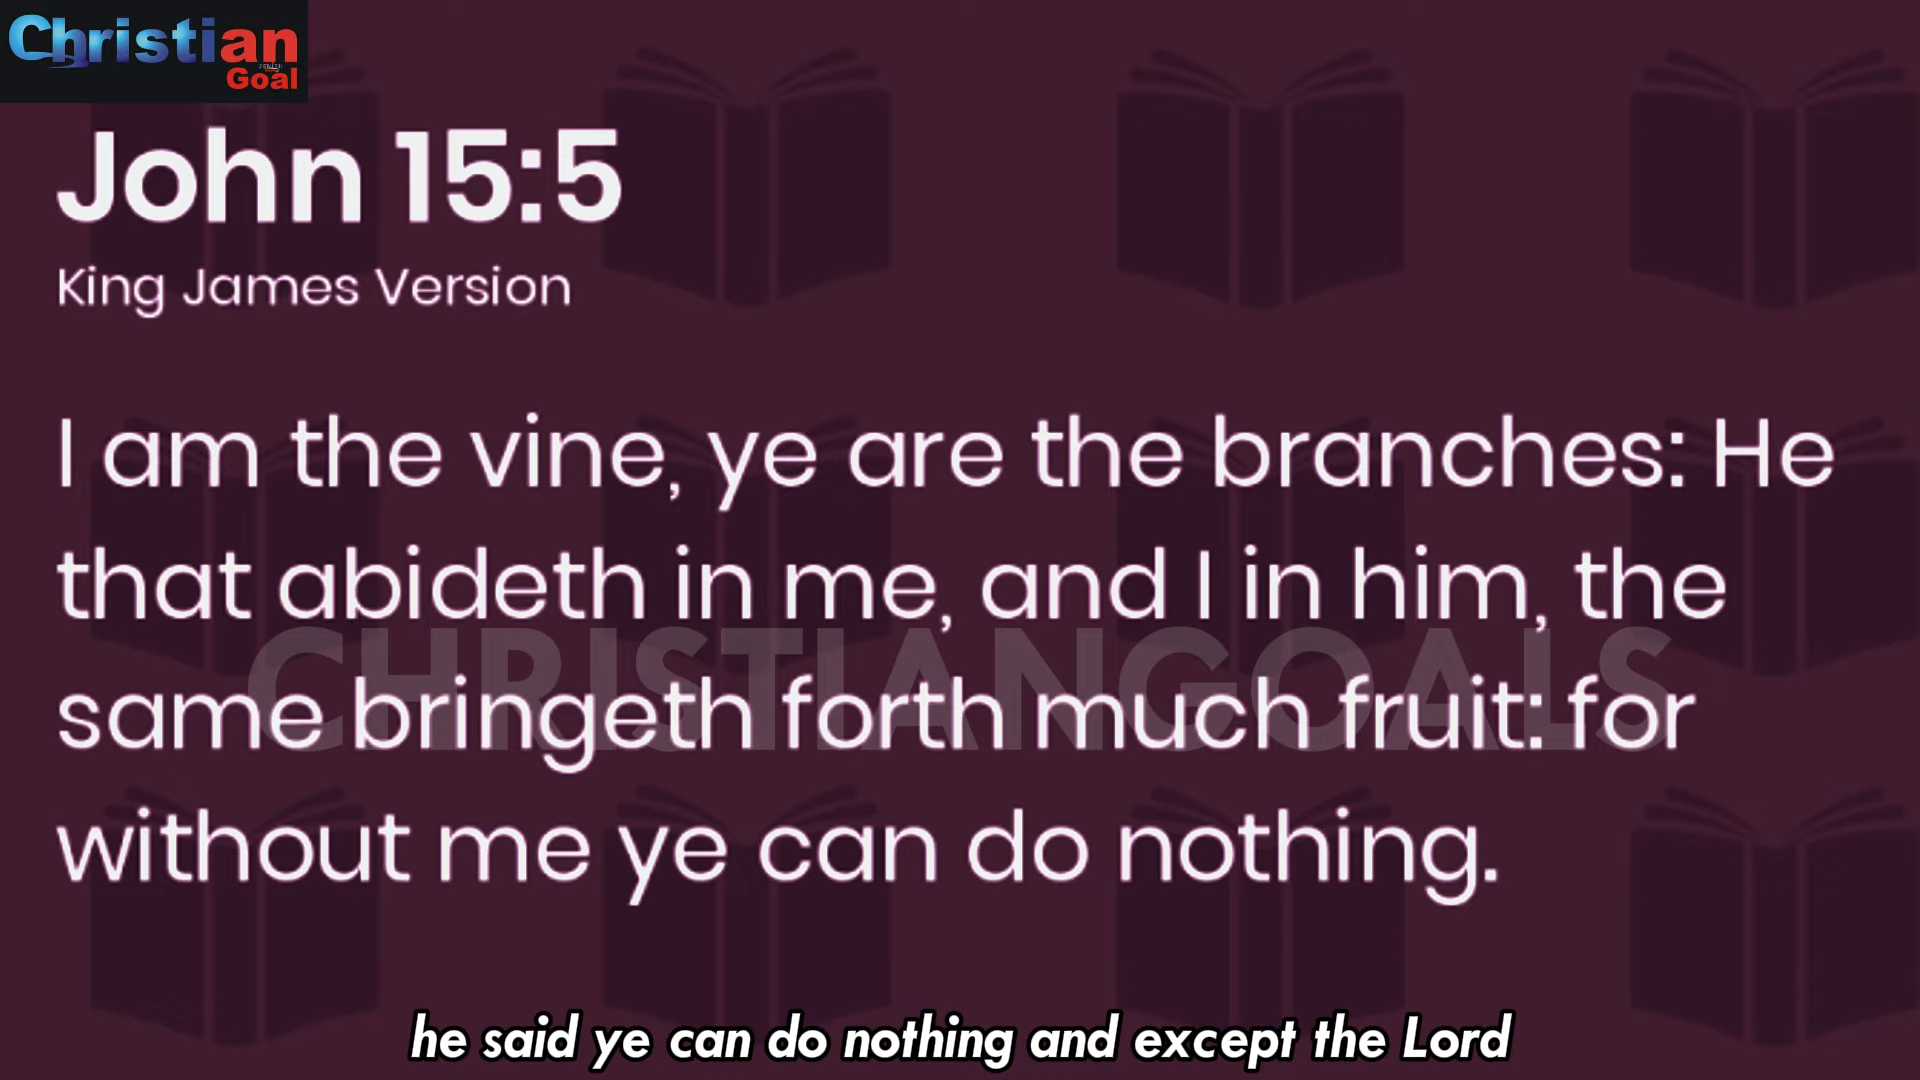 Christian
Goal
John 15:5
King James Version
I am the vine, ye are the branches: He
that abideth in me, and I in him, the
CHRISTIANGOALS
same bringeth forth much fruit: for
without me ye can do nothing.
he said ye can do nothing and except the Lord